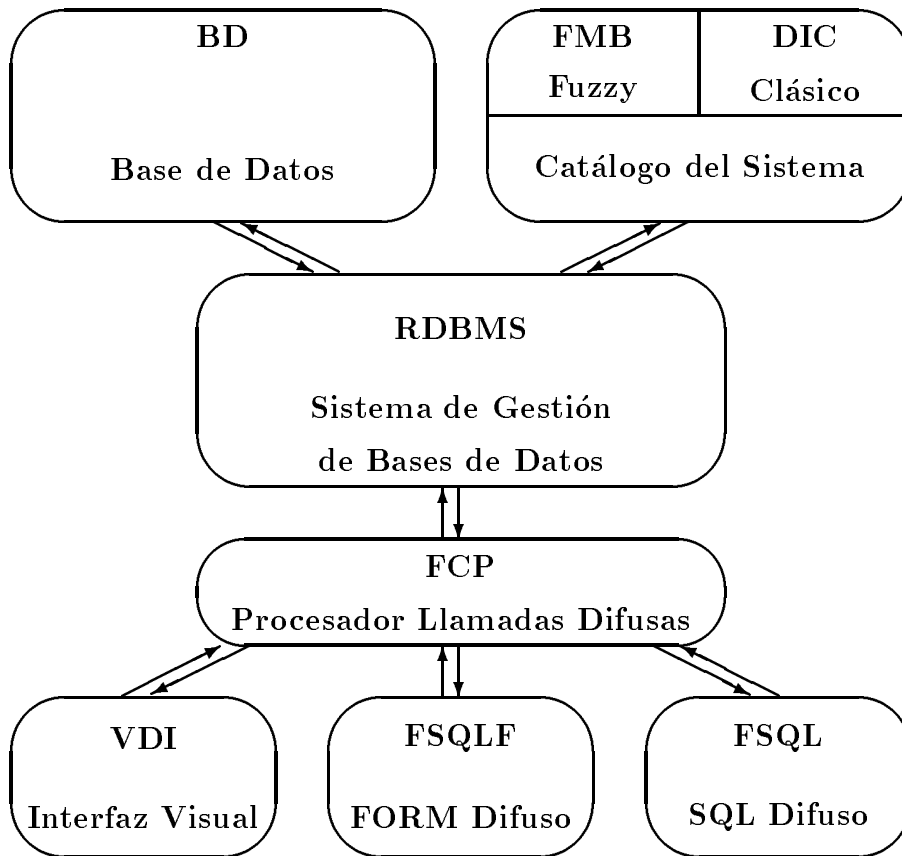 BD
Base de Datos
FMB
Fuzzy
DIC
Clásico
Catálogo del Sistema
RDBMS
Sistema de Gestión
de Bases de Datos
FCP
Procesador Llamadas Difusas
VDI
Interfaz Visual
FSQLF
FORM Difuso
FSQL
SQL Difuso